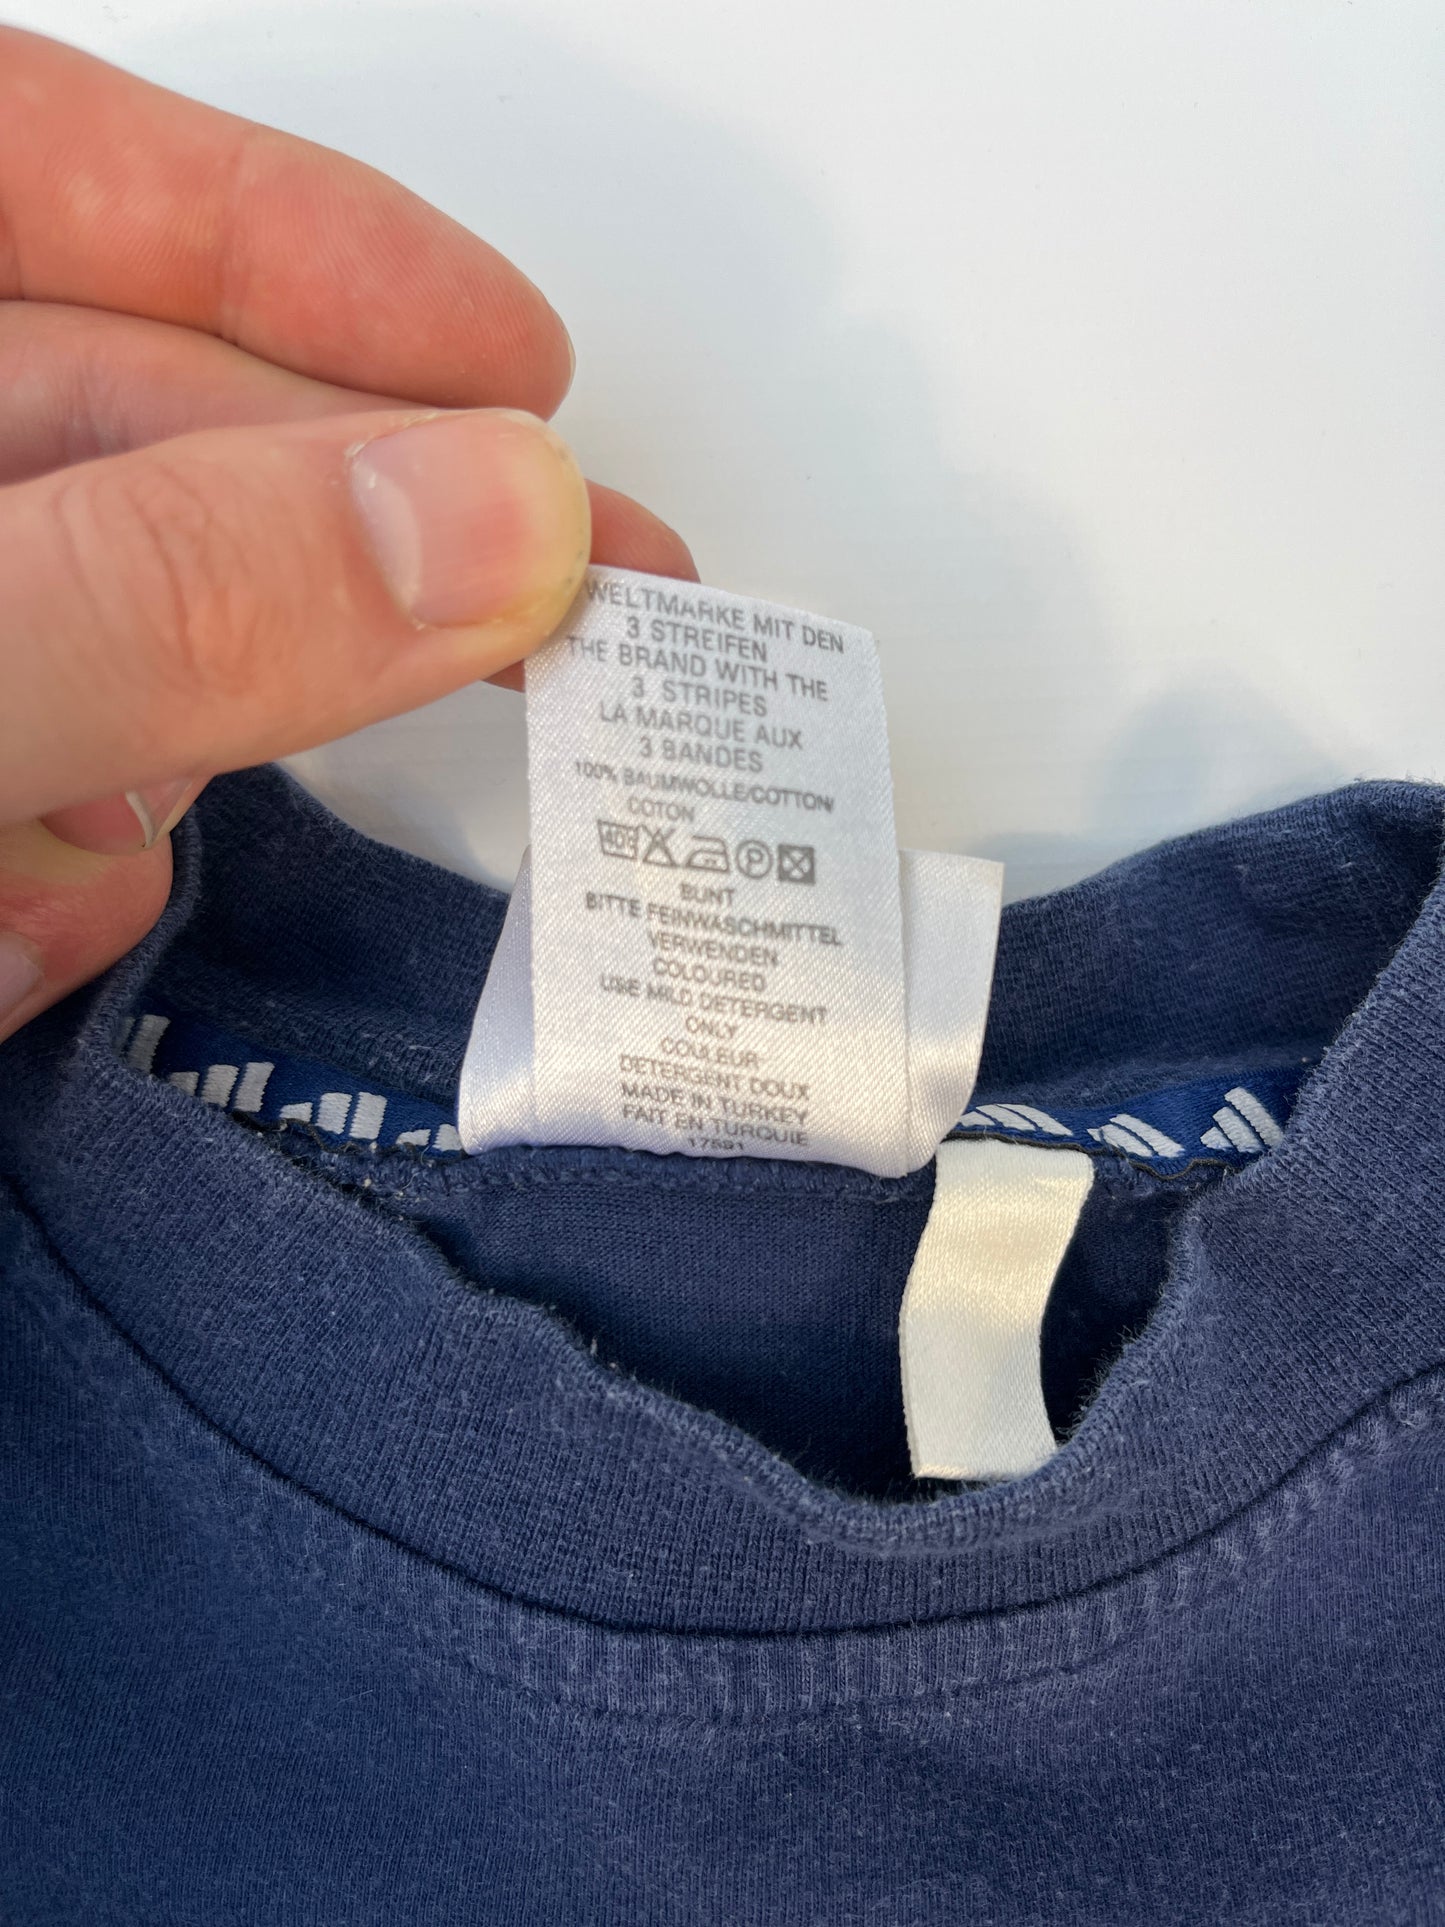 WELTMARKE MIT DEN
3 STREIFEN
THE BRAND WITH THE
3 STRIPES
LA MARQUE AUX
3 BANDES
100% BAUMWOLLE/COTTON/
COTON
40° P
BUNT
BITTE FEINWASCHMITTEL
VERWENDEN
COLOURED
USE MILD DETERGENT
ONLY
COULEUR
DETERGENT DOUX
MADE IN TURKEY
FAIT EN TURQUIE
17591